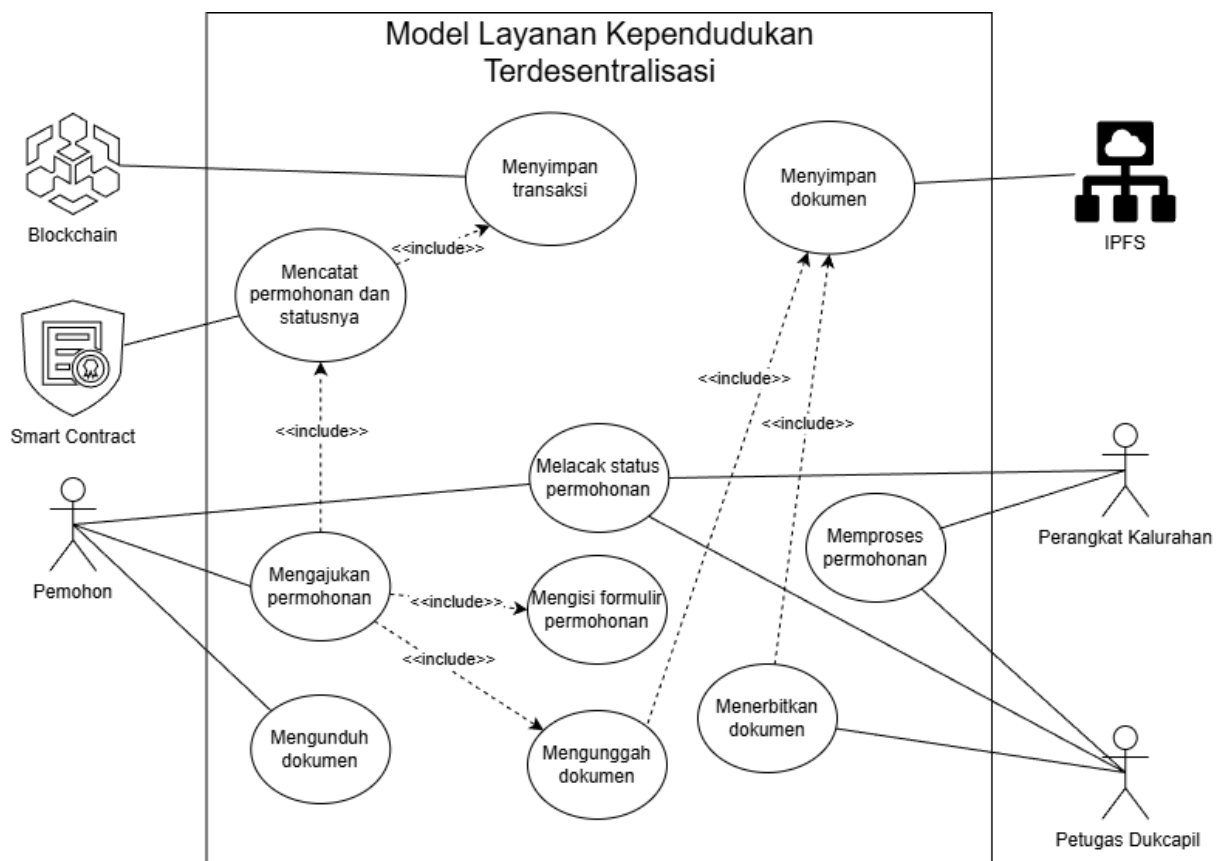 Model Layanan Kependudukan
Terdesentralisasi
Menyimpan
transaksi
Menyimpan
dokumen
Blockchain
IPFS
<<include>>
Mencatat
permohonan dan
statusnya
<<include>>
<<include>>
Smart Contract
<<include>>
Melacak status
permohonan
Memproses
permohonan
Perangkat Kalurahan
Pemohon
Mengajukan
permohonan
<<include>>
Mengisi formulir
permohonan
<<include>>
Menerbitkan
dokumen
Mengunduh
dokumen
Mengunggah
dokumen
Petugas Dukcapil